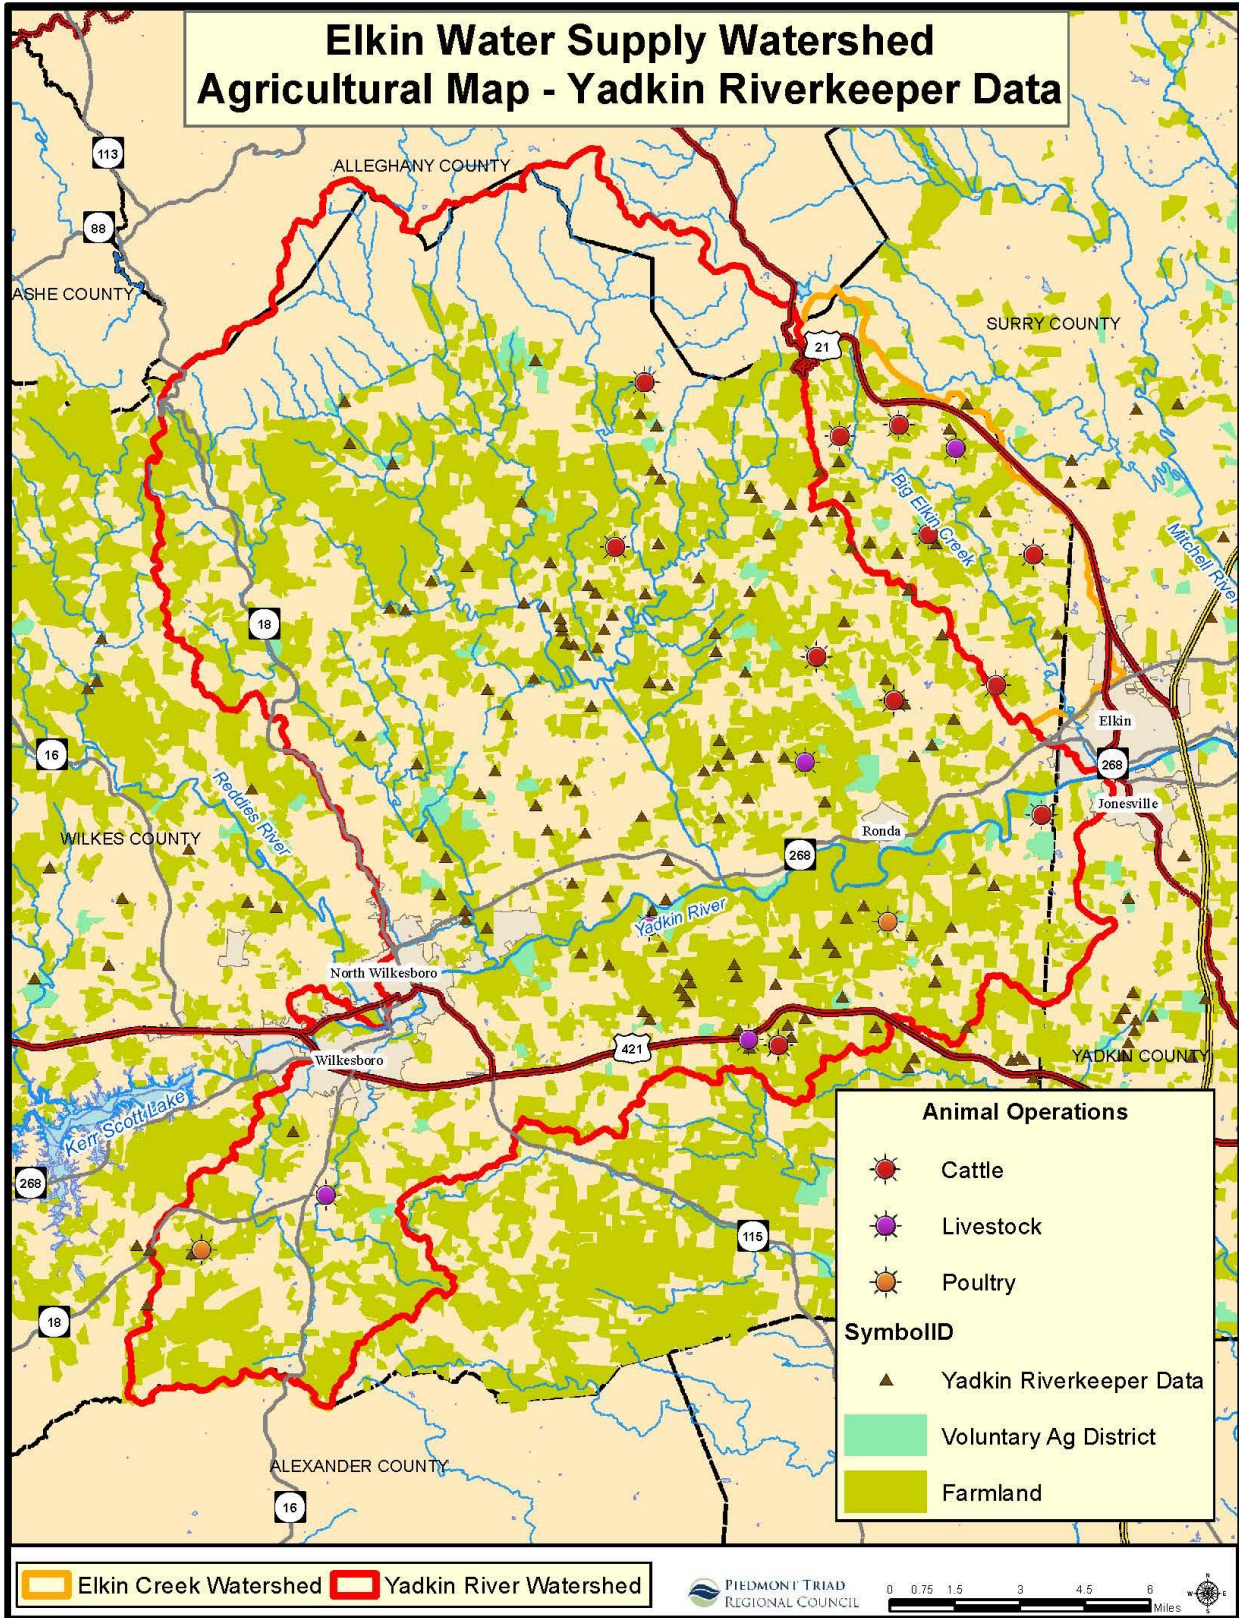 Elkin Water Supply Watershed
Agricultural Map - Yadkin Riverkeeper Data
113
ALLEGHANY COUNTY
88
ASHE COUNTY
SURRY COUNTY
21
Big Elkin Creek
Mitchell River
18
Elkin
16
268
Reddies River
Jonesville
WILKES COUNTY
Ronda
268
Yadkin River
North Wilkesboro
421
Wilkesboro
YADKIN COUNTY
Kerr Scott Lake
268
115
18
ALEXANDER COUNTY
16
Animal Operations
Cattle
Livestock
Poultry
SymbolID
Yadkin Riverkeeper Data
Voluntary Ag District
Farmland
Elkin Creek Watershed
Yadkin River Watershed
PIEDMONT TRIAD
REGIONAL COUNCIL
0 0.75 1.5 3 4.5 6
Miles
N
W E
S